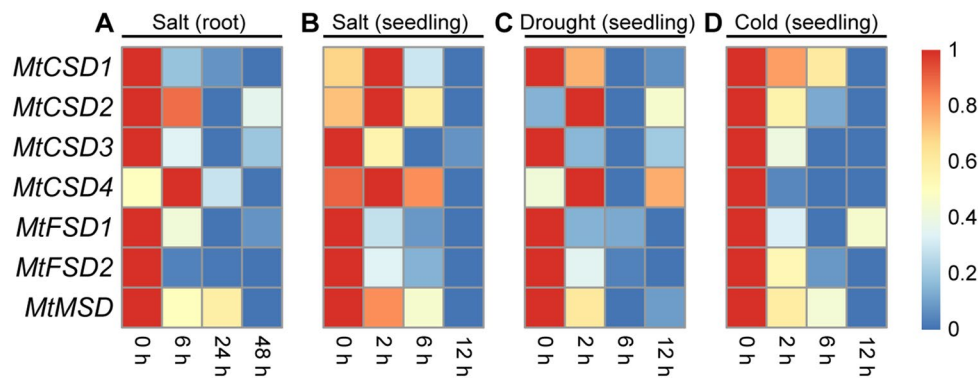 A Salt (root) B Salt (seedling) C Drought (seedling) D Cold (seedling)
MtCSD1
MtCSD2
MtCSD3
MtCSD4
MtFSD1
MtFSD2
MtMSD
0 h 6 h 24 h 48 h 0 h 2 h 6 h 12 h 0 h 2 h 6 h 12 h 0 h 2 h 6 h 12 h
1
0.8
0.6
0.4
0.2
0